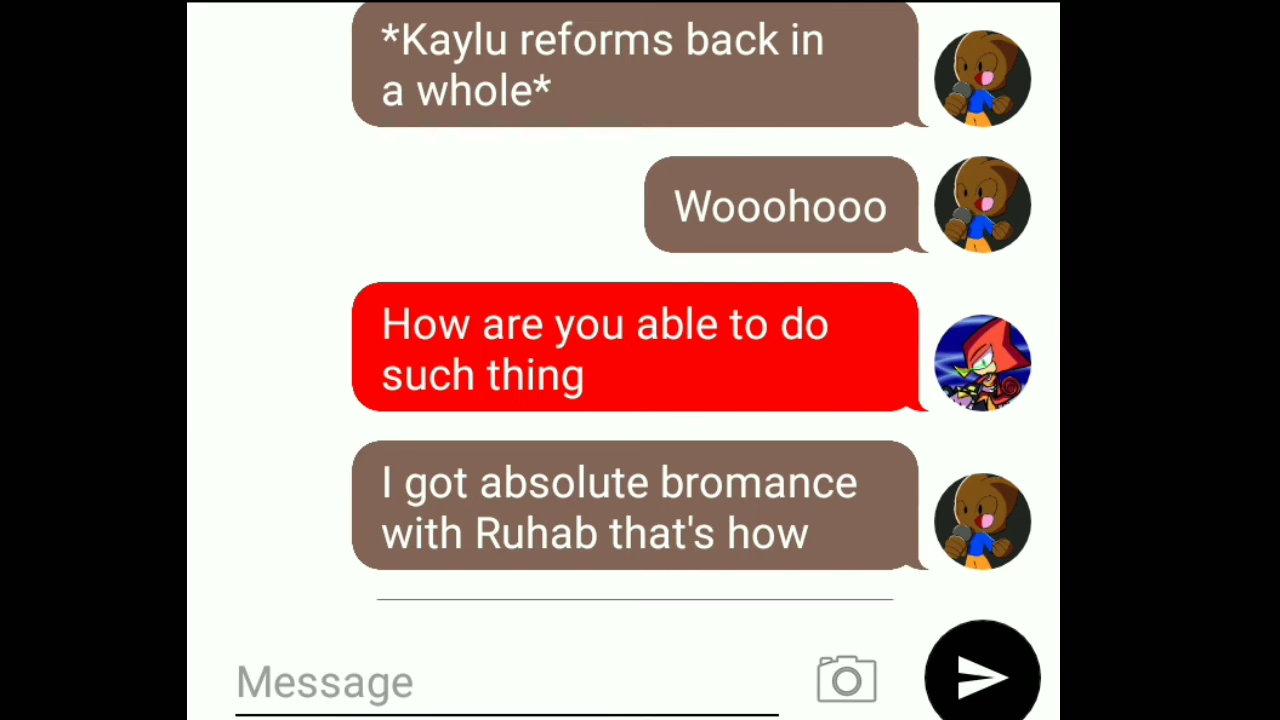 *Kaylu reforms back in
a whole*
Wooohooo
How are you able to do
such thing
I got absolute bromance
with Ruhab that's how
Message